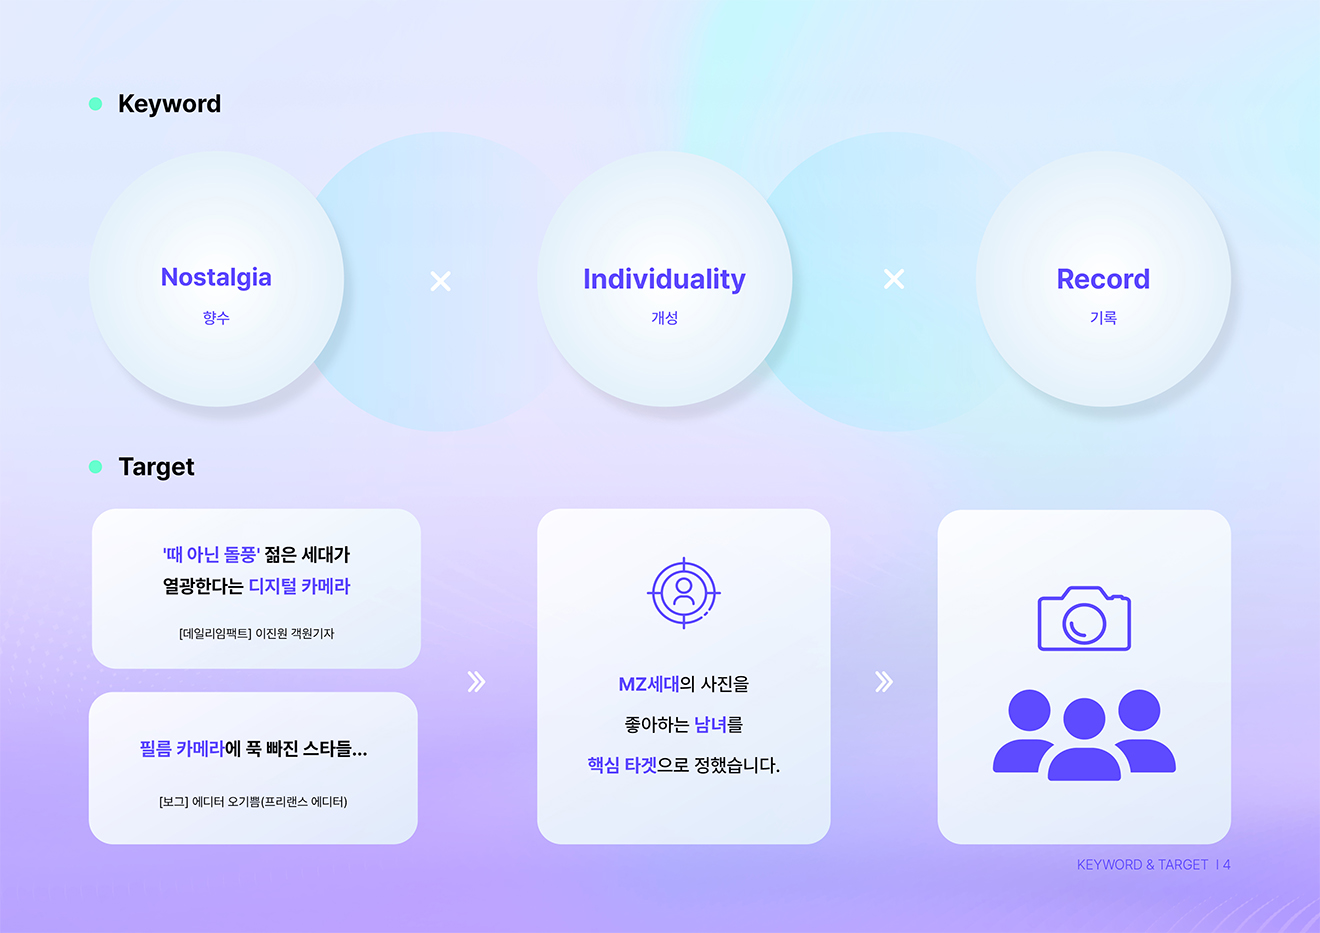 Keyword
Nostalgia
향수
Individuality
개성
Record
기록
Target
'때 아닌 돌풍' 젊은 세대가
열광한다는 디지털 카메라
[데일리임팩트] 이진원 객원기자
필름 카메라에 푹 빠진 스타들...
[보그] 에디터 오기쁨(프리랜스 에디터)
MZ세대의 사진을
좋아하는 남녀를
핵심 타겟으로 정했습니다.
KEYWORD & TARGET | 4